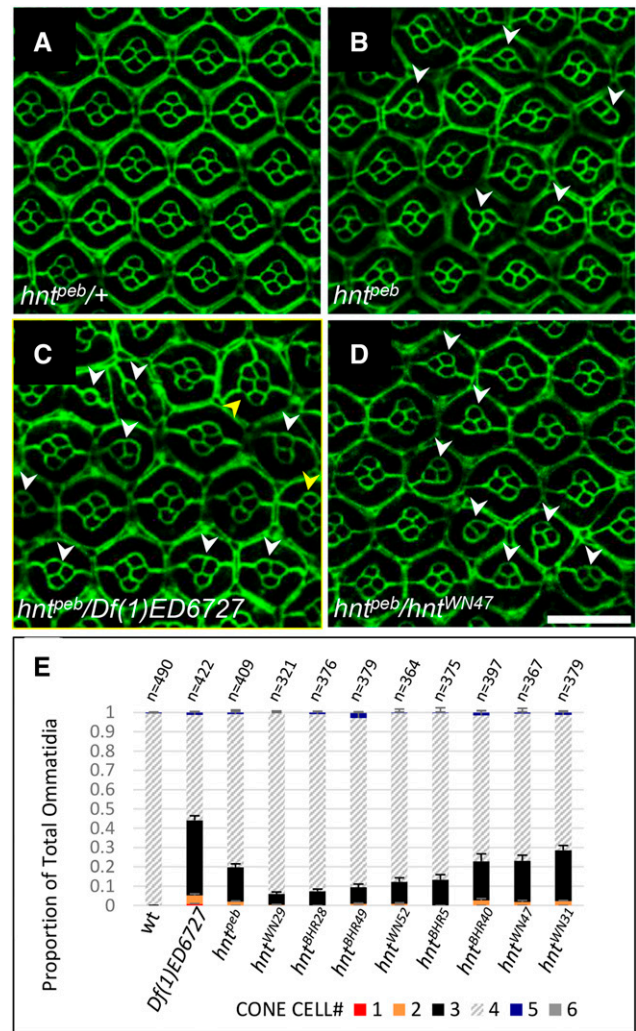 A
B
hnt^peb/+
hnt^peb
C
D
hnt^peb/Df(1)ED6727
hnt^peb/hnt^WN47
E
n=490 n=422 n=409 n=321 n=376 n=379 n=364 n=375 n=397 n=367 n=379
Proportion of Total Ommatidia
1
0.9
0.8
0.7
0.6
0.5
0.4
0.3
0.2
0.1
0
wt Df(1)ED6727 hnt^peb hnt^WN29 hnt^BHR28 hnt^BHR49 hnt^WN52 hnt^BHR5 hnt^BHR40 hnt^WN47 hnt^WN31
CONE CELL# 1 2 3 4 5 6